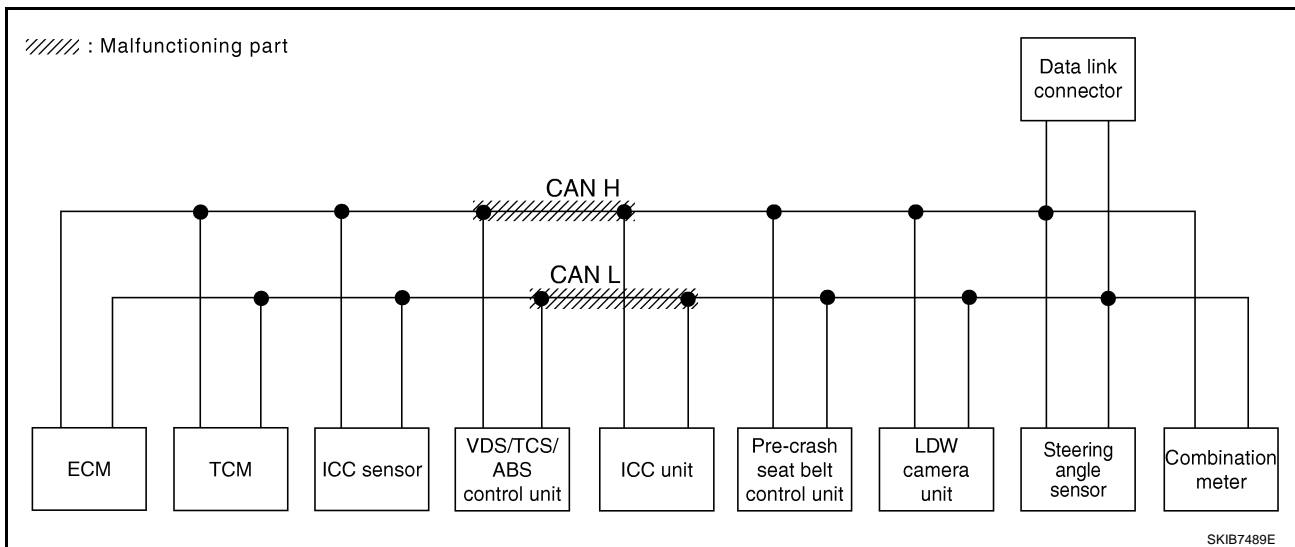 : Malfunctioning part
Data link
connector
CAN H
CAN L
ECM
TCM
ICC sensor
VDS/TCS/
ABS
control unit
ICC unit
Pre-crash
seat belt
control unit
LDW
camera
unit
Steering
angle
sensor
Combination
meter
SKIB7489E